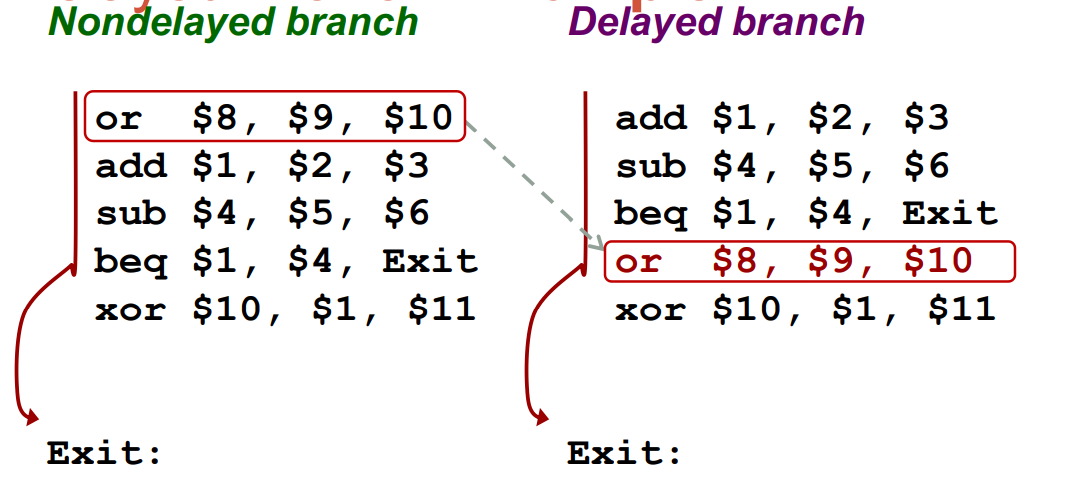 Nondelayed branch
or $8, $9, $10
add $1, $2, $3
sub $4, $5, $6
beq $1, $4, Exit
xor $10, $1, $11
Exit:
Delayed branch
add $1, $2, $3
sub $4, $5, $6
beq $1, $4, Exit
or $8, $9, $10
xor $10, $1, $11
Exit: